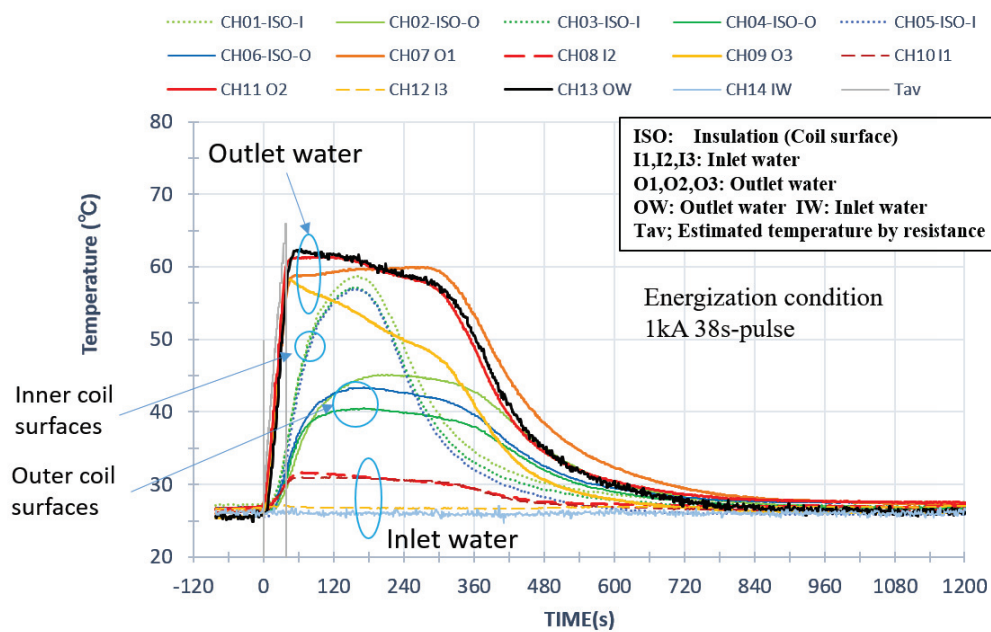 CH01-ISO-I CH02-ISO-O CH03-ISO-I CH04-ISO-O CH05-ISO-I
CH06-ISO-O CH07 O1 CH08 I2 CH09 O3 CH10 I1
CH11 O2 CH12 I3 CH13 OW CH14 IW Tav
80
70
60
50
40
30
20
Temperature (℃)
Outlet water
ISO: Insulation (Coil surface)
I1,I2,I3: Inlet water
O1,O2,O3: Outlet water
OW: Outlet water IW: Inlet water
Tav; Estimated temperature by resistance
Energization condition
1kA 38s-pulse
Inner coil
surfaces
Outer coil
surfaces
Inlet water
-120 0 120 240 360 480 600 720 840 960 1080 1200
TIME(s)